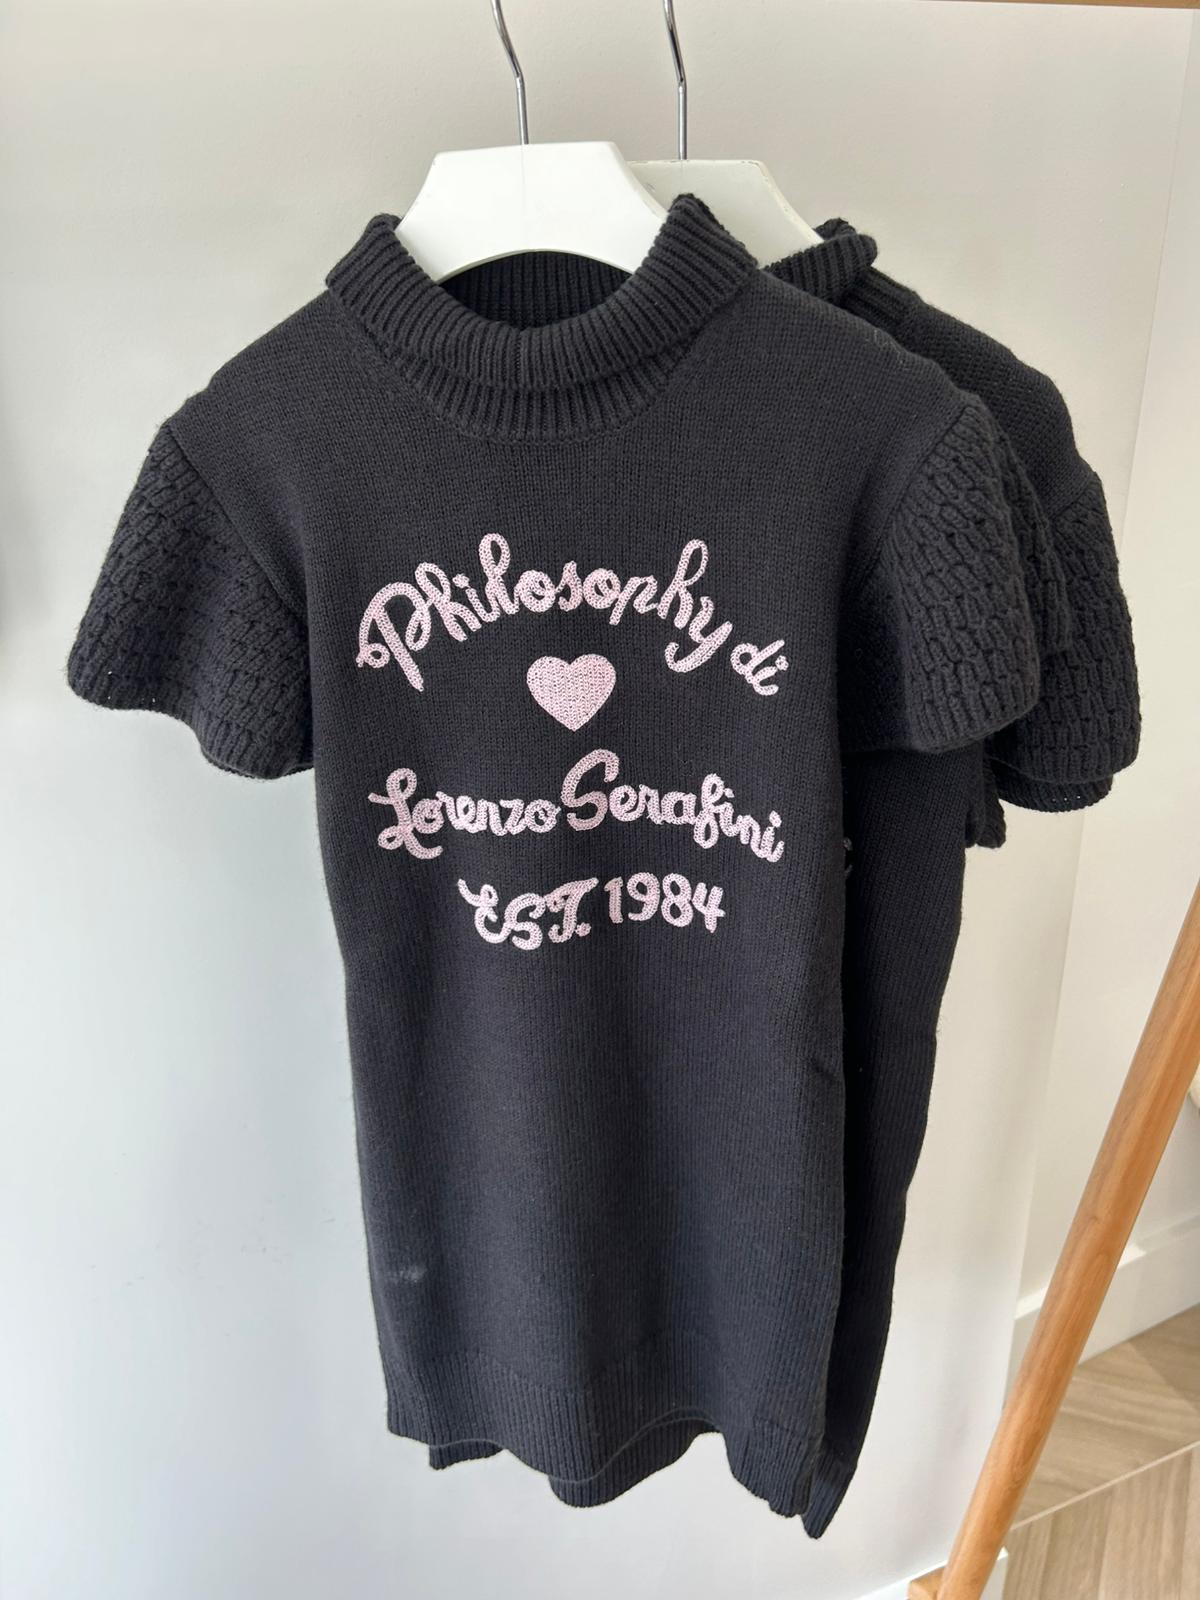 Philosophy di
Lorenzo Serafini
EST. 1984